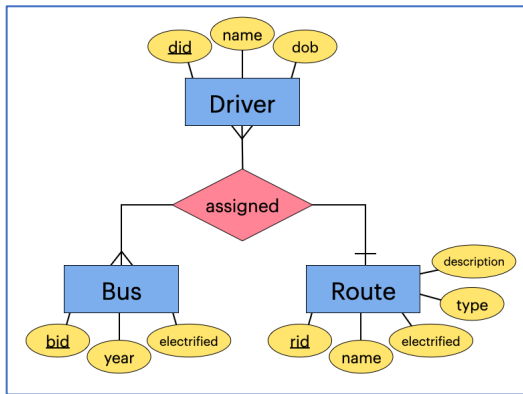 name
did
dob
Driver
assigned
description
Bus
Route
type
bid
electrified
rid
electrified
year
name